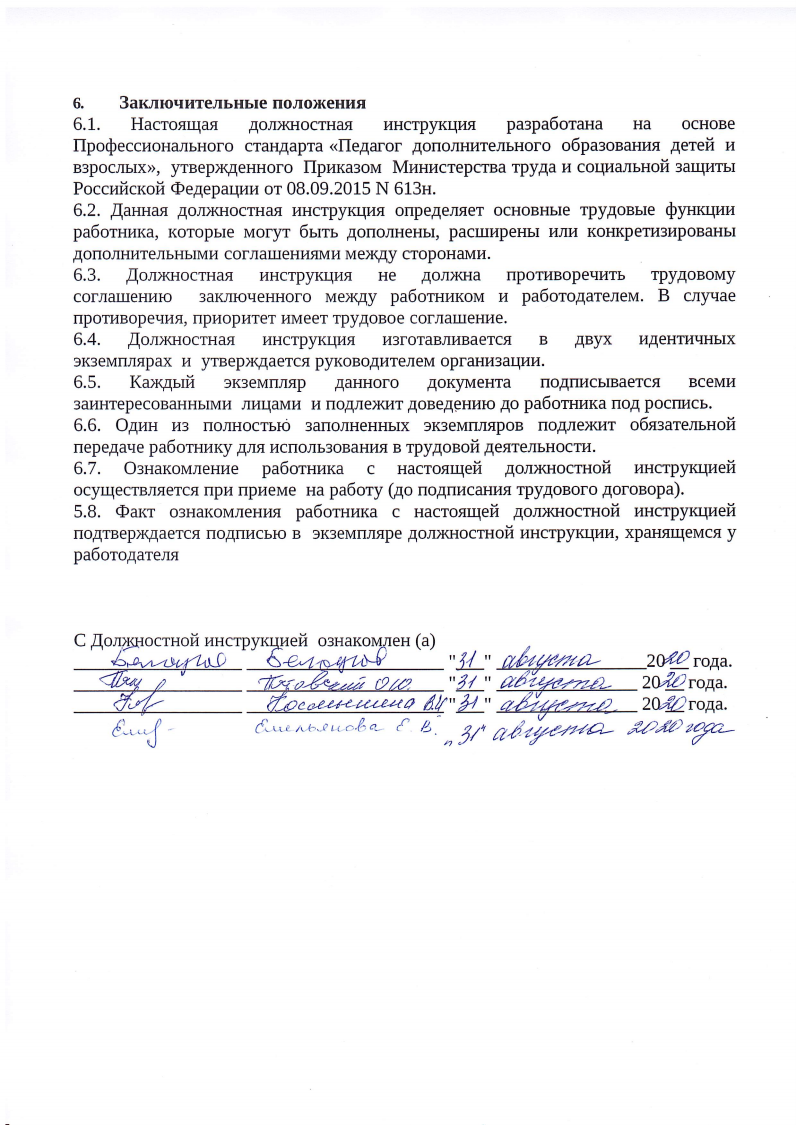 6. Заключительные положения
6.1. Настоящая должностная инструкция разработана на основе
Профессионального стандарта «Педагог дополнительного образования детей и
взрослых», утвержденного Приказом Министерства труда и социальной защиты
Российской Федерации от 08.09.2015 N 613н.
6.2. Данная должностная инструкция определяет основные трудовые функции
работника, которые могут быть дополнены, расширены или конкретизированы
дополнительными соглашениями между сторонами.
6.3. Должностная инструкция не должна противоречить трудовому
соглашению заключенного между работником и работодателем. В случае
противоречия, приоритет имеет трудовое соглашение.
6.4. Должностная инструкция изготавливается в двух идентичных
экземплярах и утверждается руководителем организации.
6.5. Каждый экземпляр данного документа подписывается всеми
заинтересованными лицами и подлежит доведению до работника под роспись.
6.6. Один из полностью заполненных экземпляров подлежит обязательной
передаче работнику для использования в трудовой деятельности.
6.7. Ознакомление работника с настоящей должностной инструкцией
осуществляется при приеме на работу (до подписания трудового договора).
5.8. Факт ознакомления работника с настоящей должностной инструкцией
подтверждается подписью в экземпляре должностной инструкции, хранящемся у
работодателя
С Должностной инструкцией ознакомлен (а)
"31" августа 2020 года.
"31" августа 2020 года.
"31" августа 2020 года.
Емельянова Е. В. "31" августа 2020 года